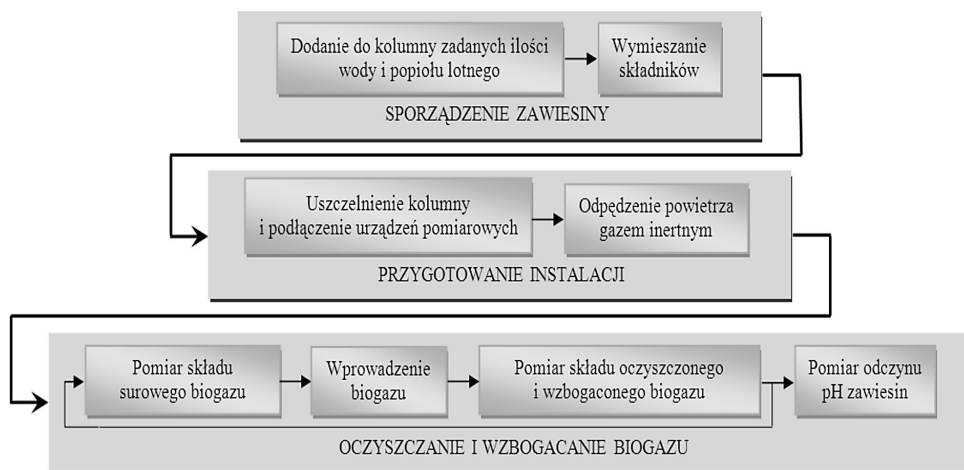 Dodanie do kolumny zadanych ilości
wody i popiołu lotnego
Wymieszanie
składników
SPORZĄDZENIE ZAWIESINY
Uszczelnienie kolumny
i podłączenie urządzeń pomiarowych
Odpędzenie powietrza
gazem inertnym
PRZYGOTOWANIE INSTALACJI
Pomiar składu
surowego biogazu
Wprowadzenie
biogazu
Pomiar składu oczyszczonego
i wzbogaconego biogazu
Pomiar odczynu
pH zawiesin
OCZYSZCZANIE I WZBOGACANIE BIOGAZU